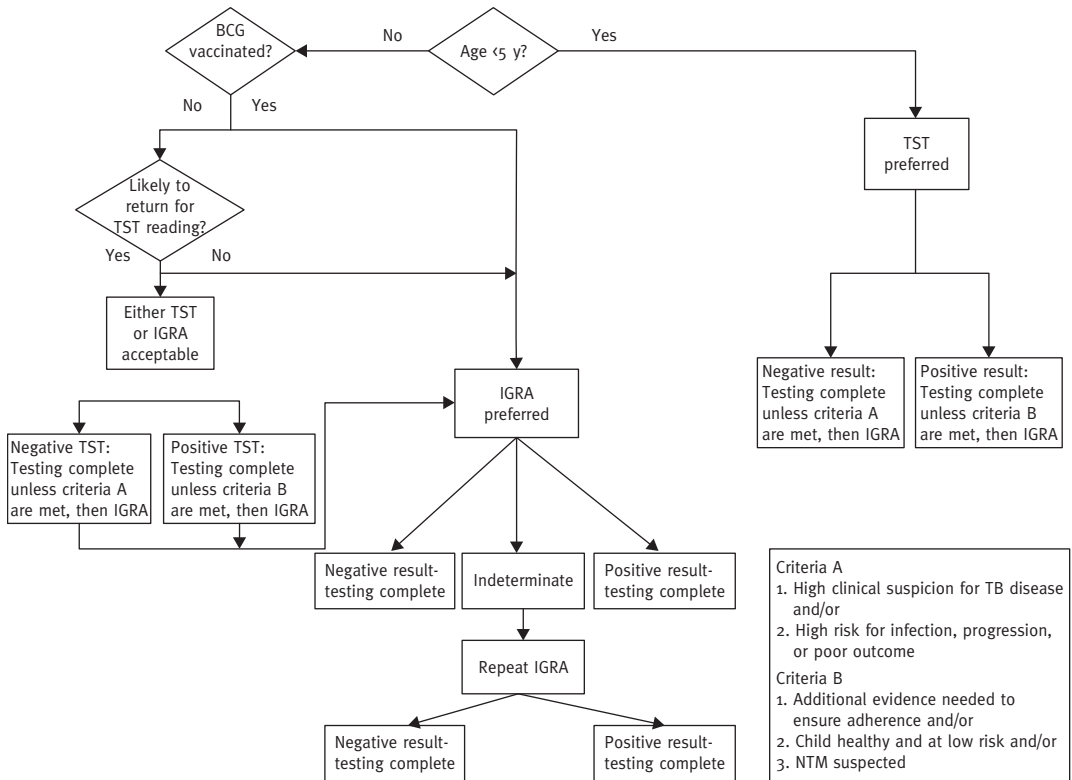 BCG
vaccinated?
No
Age <5 y?
Yes
No
Yes
TST
preferred
Likely to
return for
TST reading?
Yes
No
Either TST
or IGRA
acceptable
Negative result:
Testing complete
unless criteria A
are met, then IGRA
Positive result:
Testing complete
unless criteria B
are met, then IGRA
IGRA
preferred
Negative TST:
Testing complete
unless criteria A
are met, then IGRA
Positive TST:
Testing complete
unless criteria B
are met, then IGRA
Negative result-
testing complete
Indeterminate
Positive result-
testing complete
Repeat IGRA
Negative result-
testing complete
Positive result-
testing complete
Criteria A
1. High clinical suspicion for TB disease
and/or
2. High risk for infection, progression,
or poor outcome
Criteria B
1. Additional evidence needed to
ensure adherence and/or
2. Child healthy and at low risk and/or
3. NTM suspected